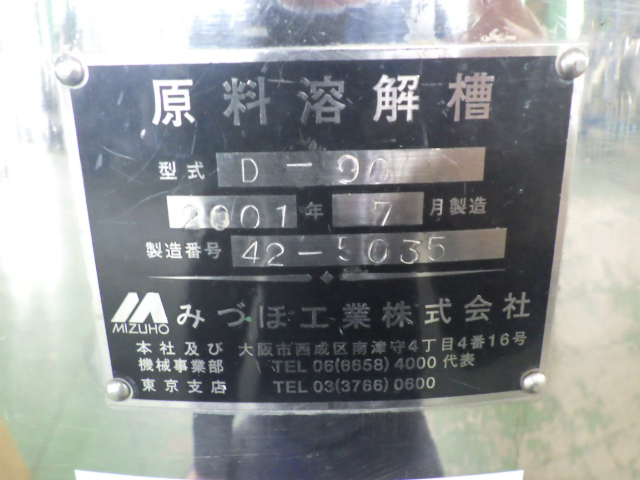 原料溶解槽
型式 D-90
2001年 7月製造
製造番号 42-5035
MIZUHO みづほ工業株式会社
本社及び 大阪市西成区南津守4丁目4番16号
機械事業部 TEL 06(6658)4000 代表
東京支店 TEL 03(3766)0600